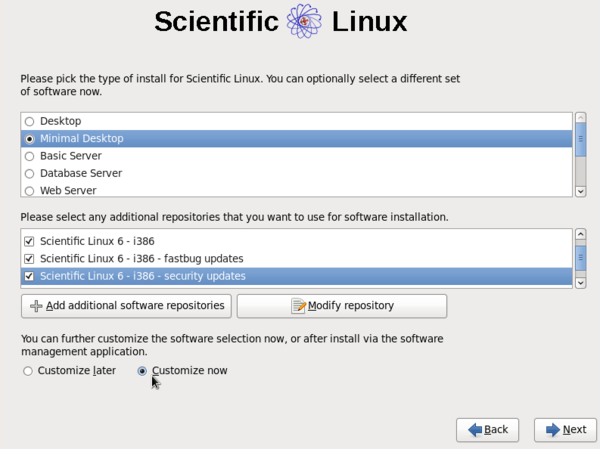 Scientific Linux
Please pick the type of install for Scientific Linux. You can optionally select a different set
of software now.
Desktop
Minimal Desktop
Basic Server
Database Server
Web Server
Please select any additional repositories that you want to use for software installation.
Scientific Linux 6 - i386
Scientific Linux 6 - i386 - fastbug updates
Scientific Linux 6 - i386 - security updates
Add additional software repositories
Modify repository
You can further customize the software selection now, or after install via the software
management application.
Customize later
Customize now
Back
Next